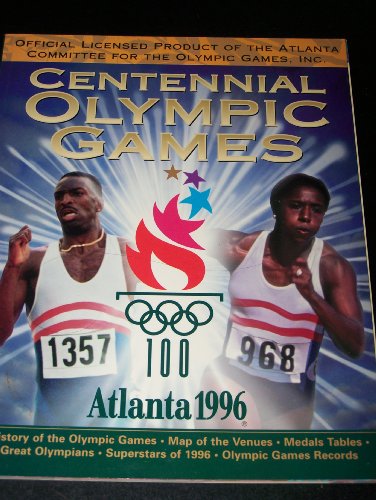 OFFICIAL LICENSED PRODUCT OF THE ATLANTA
COMMITTEE FOR THE OLYMPIC GAMES, INC.
CENTENNIAL
OLYMPIC
GAMES
1357
968
100
Atlanta 1996®
istory of the Olympic Games • Map of the Venues • Medals Tables •
Great Olympians • Superstars of 1996 • Olympic Games Records